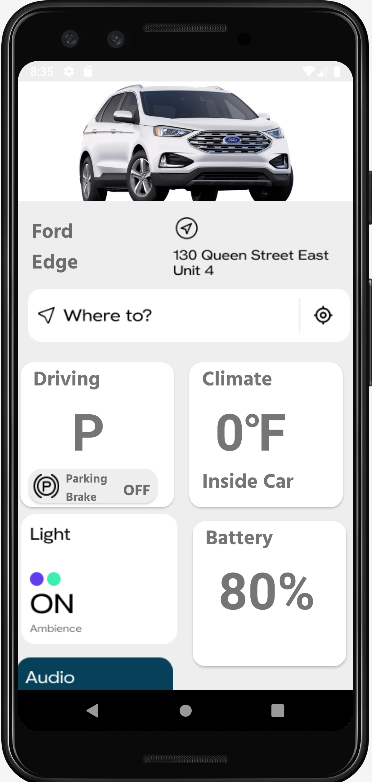 8:35
Ford
Ford
Edge
130 Queen Street East
Unit 4
Where to?
Driving
P
P
Parking
Brake
OFF
Climate
0°F
Inside Car
Light
ON
Ambience
Battery
80%
Audio